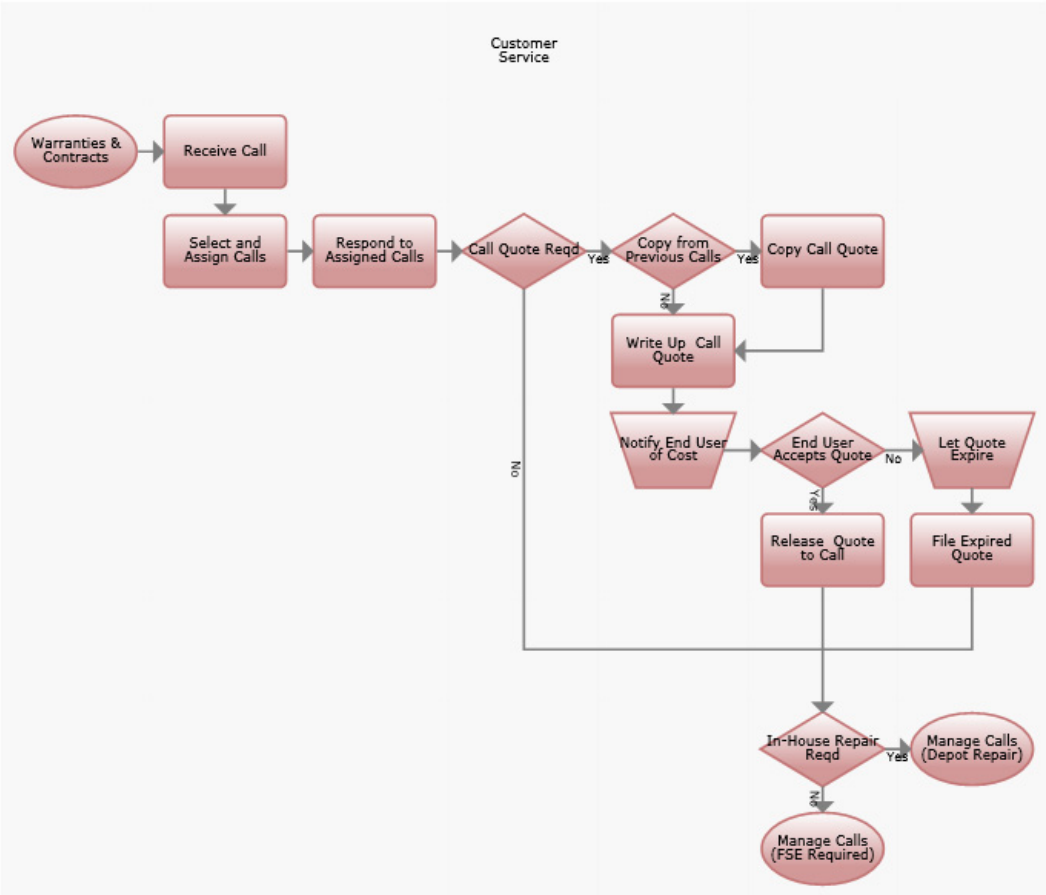 Customer
Service
Warranties &
Contracts
Receive Call
Select and
Assign Calls
Respond to
Assigned Calls
Call Quote Reqd
Yes
Copy from
Previous Calls
Yes
Copy Call Quote
No
Write Up  Call
Quote
Notify End User
of Cost
End User
Accepts Quote
No
Let Quote
Expire
No
Yes
Release  Quote
to Call
File Expired
Quote
In-House Repair
Reqd
Yes
Manage Calls
(Depot Repair)
No
Manage Calls
(FSE Required)